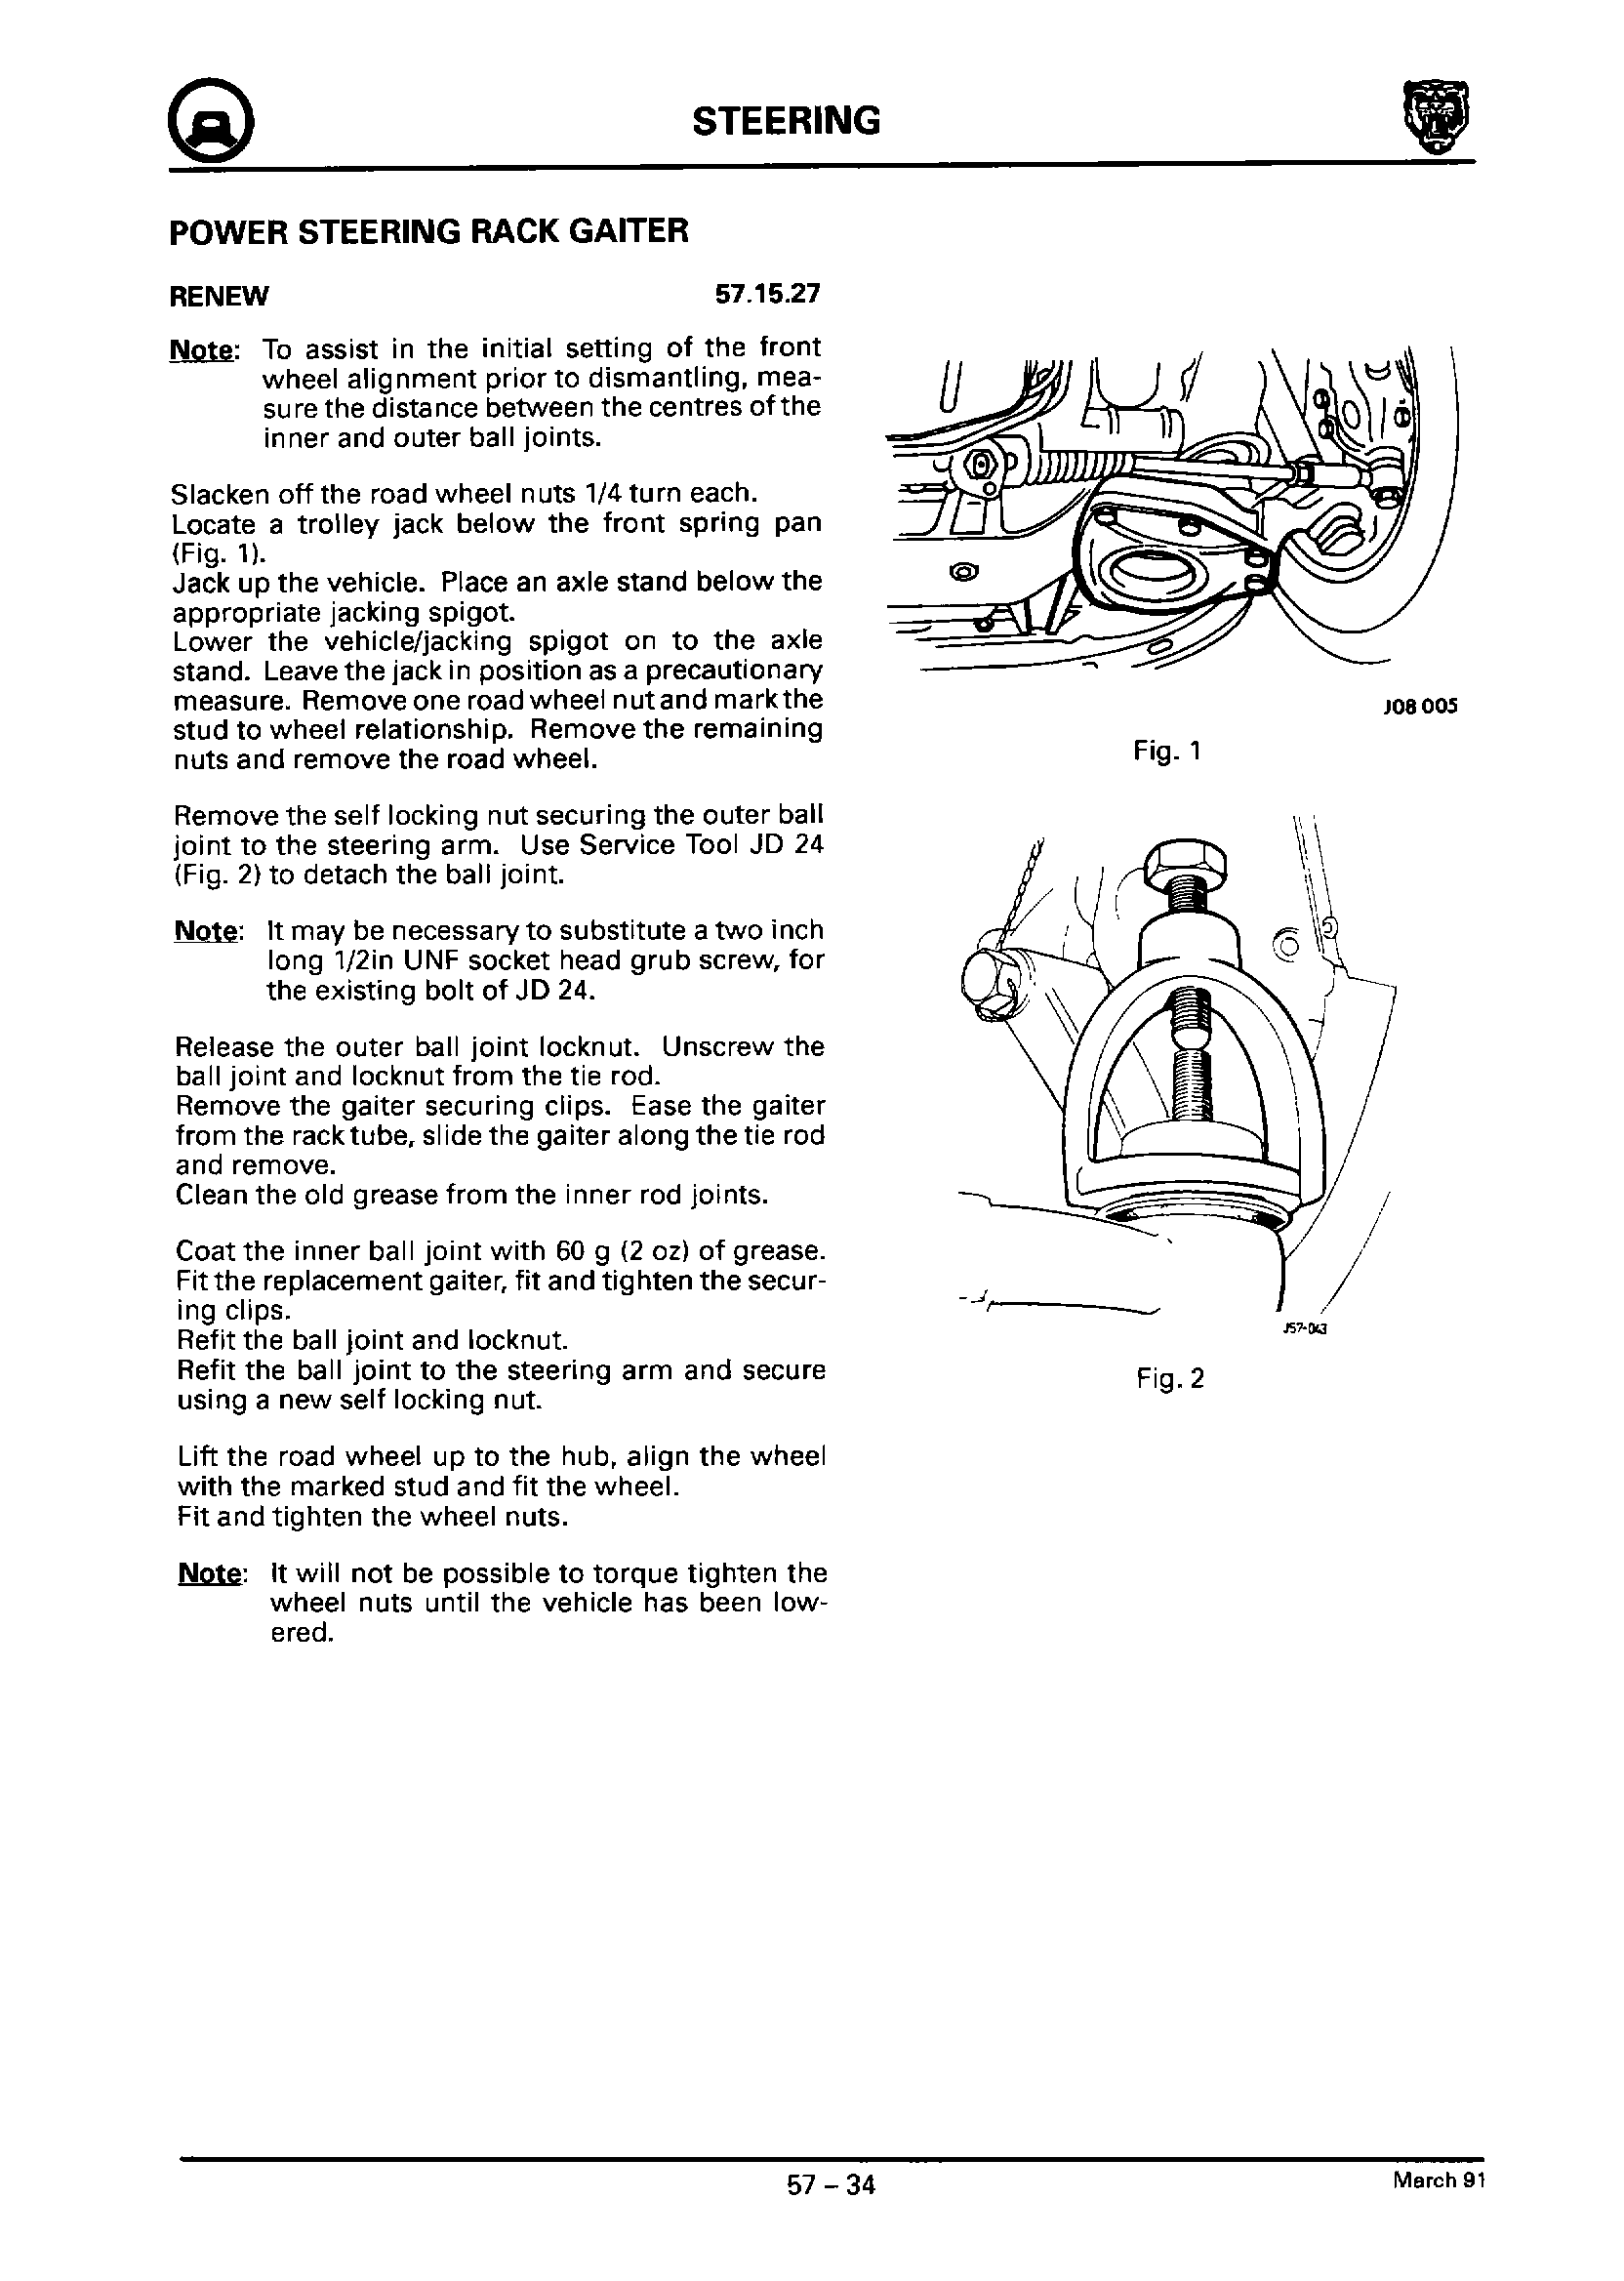 STEERING
POWER STEERING RACK GAITER
RENEW 57.15.27
Note: To assist in the initial setting of the front
wheel alignment prior to dismantling, mea-
sure the distance between the centres of the
inner and outer ball joints.
Slacken off the road wheel nuts 1/4 turn each.
Locate a trolley jack below the front spring pan
(Fig. 1).
Jack up the vehicle. Place an axle stand below the
appropriate jacking spigot.
Lower the vehicle/jacking spigot on to the axle
stand. Leave the jack in position as a precautionary
measure. Remove one road wheel nut and mark the
stud to wheel relationship. Remove the remaining
nuts and remove the road wheel.
Remove the self locking nut securing the outer ball
joint to the steering arm. Use Service Tool JD 24
(Fig. 2) to detach the ball joint.
Note: It may be necessary to substitute a two inch
long 1/2in UNF socket head grub screw, for
the existing bolt of JD 24.
Release the outer ball joint locknut. Unscrew the
ball joint and locknut from the tie rod.
Remove the gaiter securing clips. Ease the gaiter
from the rack tube, slide the gaiter along the tie rod
and remove.
Clean the old grease from the inner rod joints.
Coat the inner ball joint with 60 g (2 oz) of grease.
Fit the replacement gaiter, fit and tighten the secur-
ing clips.
Refit the ball joint and locknut.
Refit the ball joint to the steering arm and secure
using a new self locking nut.
Lift the road wheel up to the hub, align the wheel
with the marked stud and fit the wheel.
Fit and tighten the wheel nuts.
Note: It will not be possible to torque tighten the
wheel nuts until the vehicle has been low-
ered.
J08 005
Fig. 1
J57-043
Fig. 2
57 – 34
March 91